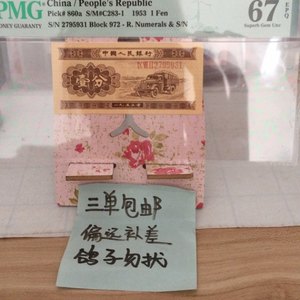 PMG
MONEY GUARANTY
China / People's Republic
Pick# 860a S/M#C283-1 1953 1 Fen
S/N 2795931 Block 972 - R. Numerals & S/N
67 EPQ
Superb Gem Unc
中国人民银行
2795931
壹分
三单包邮
偏远补差
鸽子勿扰